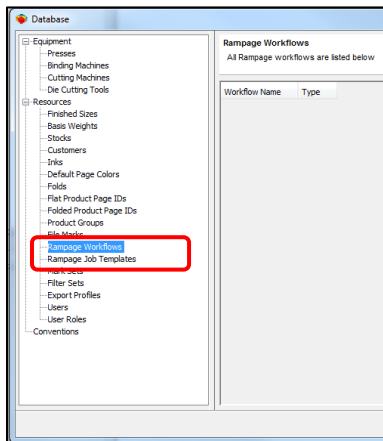 Database
Equipment
Presses
Binding Machines
Cutting Machines
Die Cutting Tools
Resources
Finished Sizes
Basis Weights
Stocks
Customers
Inks
Default Page Colors
Folds
Flat Product Page IDs
Folded Product Page IDs
Product Groups
File Marks
Rampage Workflows
Rampage Job Templates
Mark Sets
Filter Sets
Export Profiles
Users
User Roles
Conventions
Rampage Workflows
All Rampage workflows are listed below
Workflow Name Type